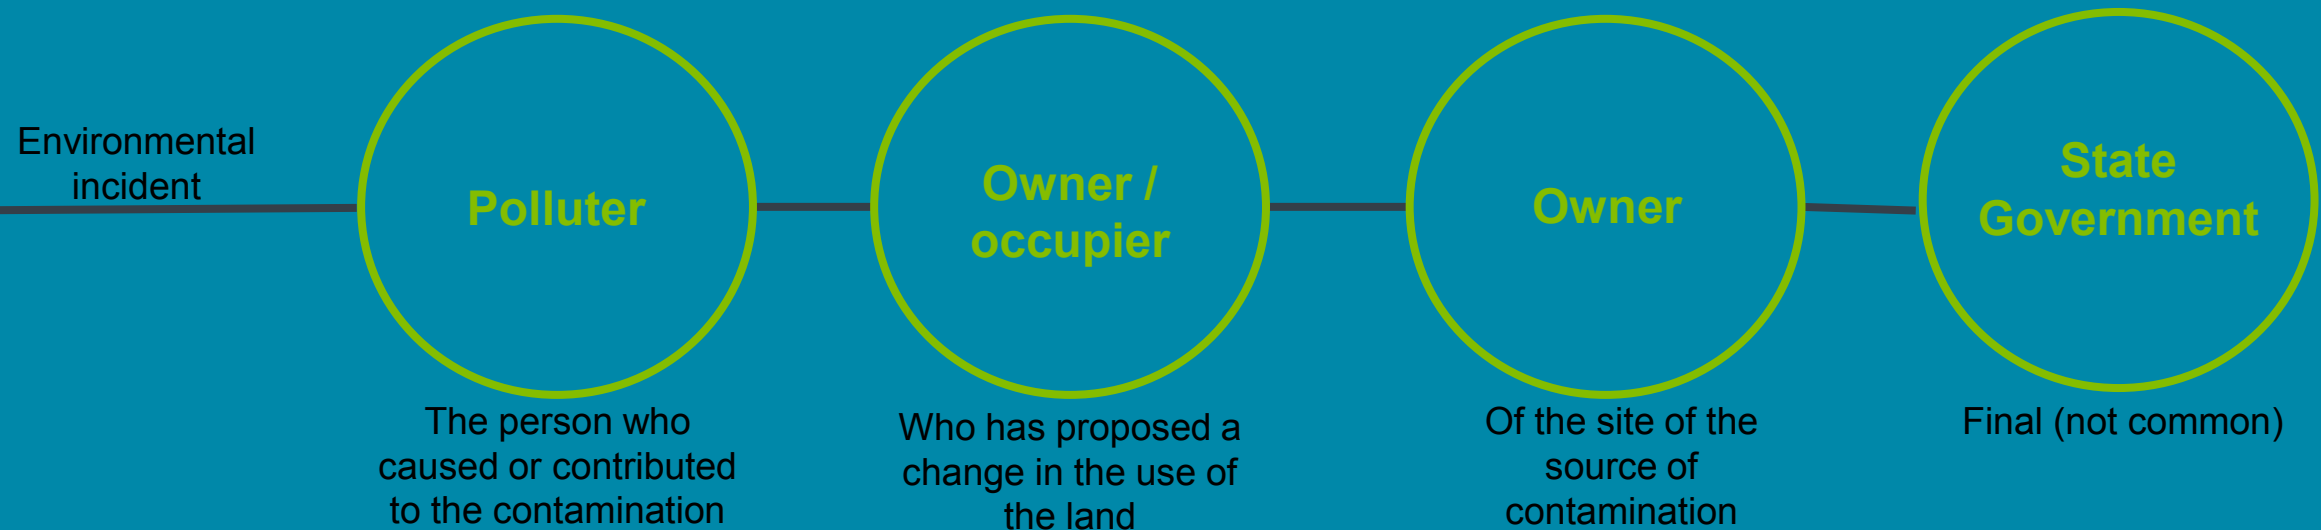 Environmental
incident
Polluter
The person who
caused or contributed
to the contamination
Owner /
occupier
Who has proposed a
change in the use of
the land
Owner
Of the site of the
source of
contamination
State
Government
Final (not common)